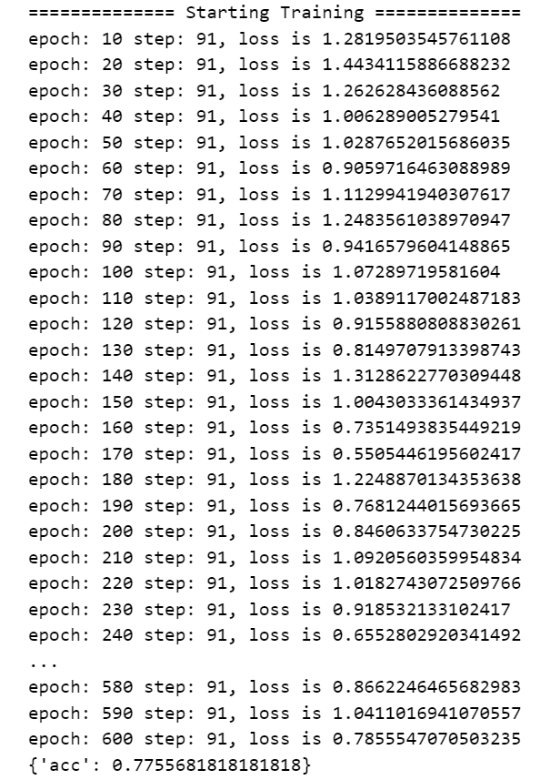 ============== Starting Training ==============
epoch: 10 step: 91, loss is 1.2819503545761108
epoch: 20 step: 91, loss is 1.4434115886688232
epoch: 30 step: 91, loss is 1.262628436088562
epoch: 40 step: 91, loss is 1.006289005279541
epoch: 50 step: 91, loss is 1.0287652015686035
epoch: 60 step: 91, loss is 0.9059716463088989
epoch: 70 step: 91, loss is 1.1129941940307617
epoch: 80 step: 91, loss is 1.2483561038970947
epoch: 90 step: 91, loss is 0.9416579604148865
epoch: 100 step: 91, loss is 1.07289719581604
epoch: 110 step: 91, loss is 1.0389117002487183
epoch: 120 step: 91, loss is 0.9155880808830261
epoch: 130 step: 91, loss is 0.8149707913398743
epoch: 140 step: 91, loss is 1.3128622770309448
epoch: 150 step: 91, loss is 1.0043033361434937
epoch: 160 step: 91, loss is 0.7351493835449219
epoch: 170 step: 91, loss is 0.5505446195602417
epoch: 180 step: 91, loss is 1.2248870134353638
epoch: 190 step: 91, loss is 0.7681244015693665
epoch: 200 step: 91, loss is 0.8460633754730225
epoch: 210 step: 91, loss is 1.0920560359954834
epoch: 220 step: 91, loss is 1.0182743072509766
epoch: 230 step: 91, loss is 0.918532133102417
epoch: 240 step: 91, loss is 0.6552802920341492
...
epoch: 580 step: 91, loss is 0.8662246465682983
epoch: 590 step: 91, loss is 1.0411016941070557
epoch: 600 step: 91, loss is 0.7855547070503235
{'acc': 0.7755681818181818}